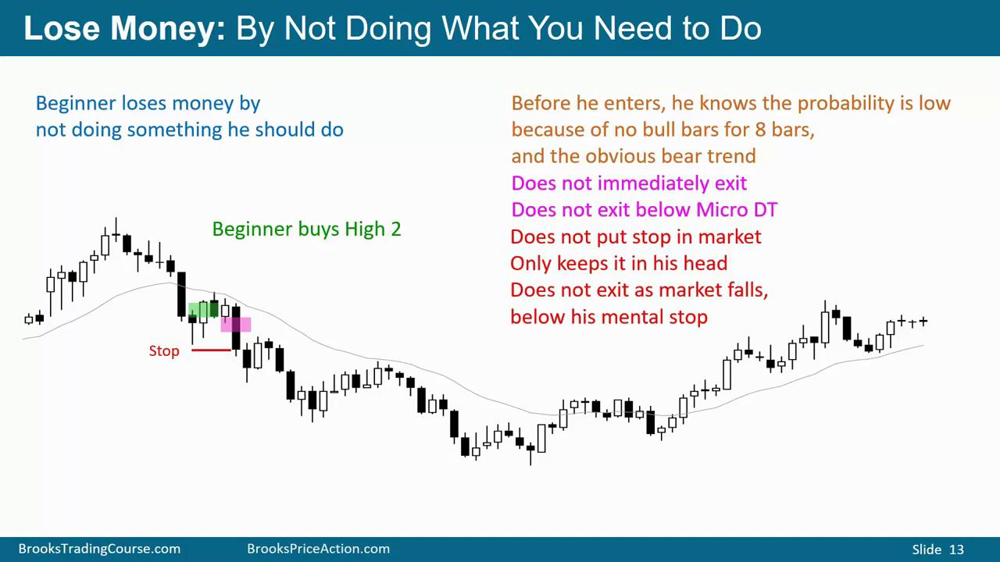 Lose Money: By Not Doing What You Need to Do
Beginner loses money by
not doing something he should do
Before he enters, he knows the probability is low
because of no bull bars for 8 bars,
and the obvious bear trend
Does not immediately exit
Does not exit below Micro DT
Does not put stop in market
Only keeps it in his head
Does not exit as market falls,
below his mental stop
Beginner buys High 2
Stop
BrooksTradingCourse.com
BrooksPriceAction.com
Slide 13